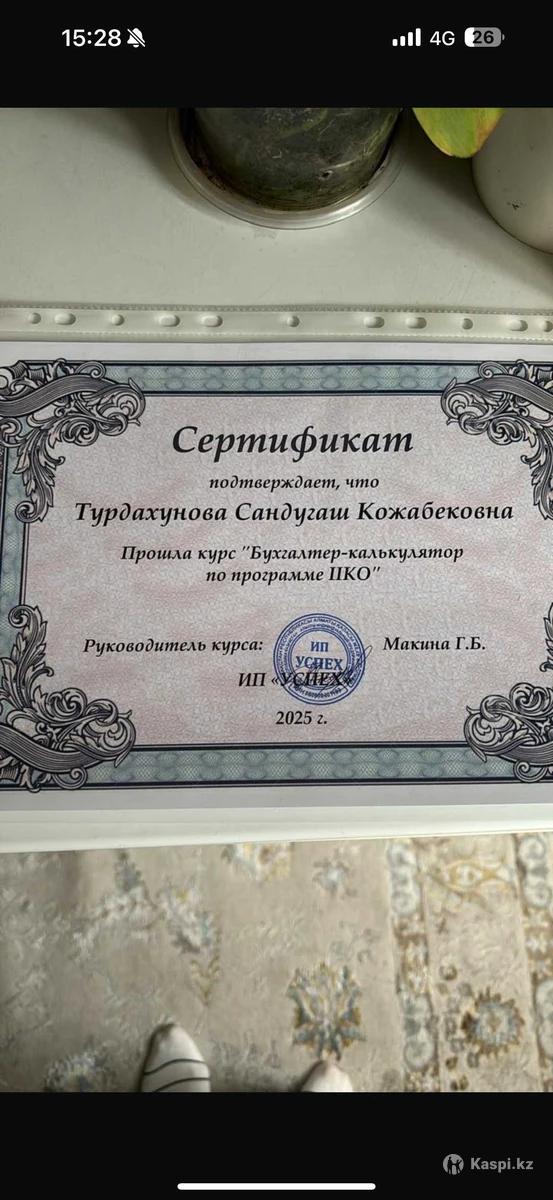 15:28
4G
26
Сертификат
подтверждает, что
Турдахунова Сандугаш Кожабековна
Прошла курс "Бухгалтер-калькулятор
по программе ПКО"
Руководитель курса:
Макина Г.Б.
ИП
УСПЕХ
ИП «УСПЕХ»
2025 г.
Kaspi.kz